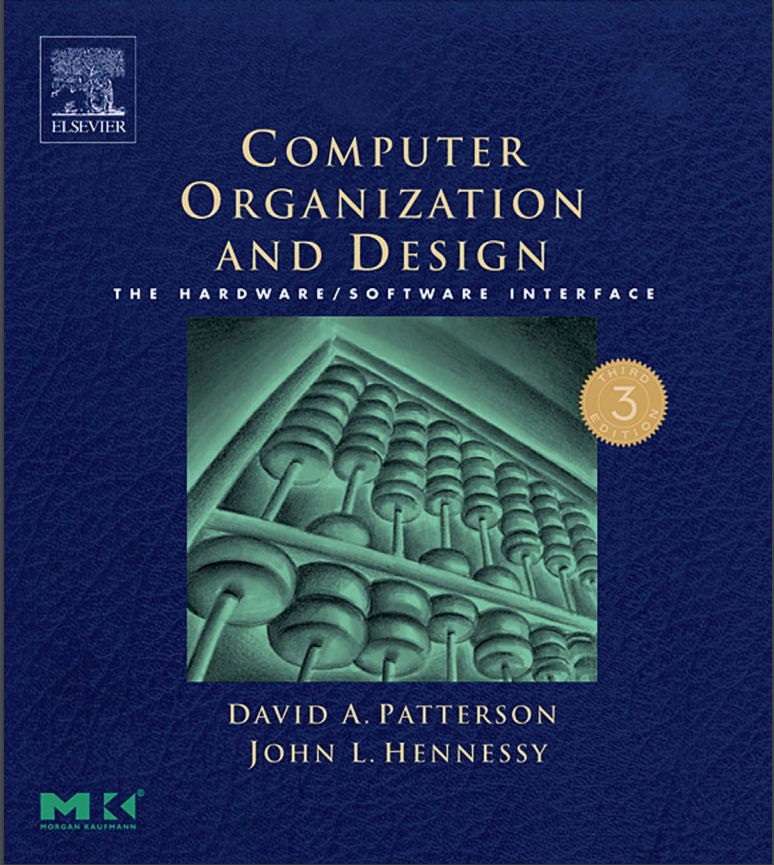 ELSEVIER
COMPUTER
ORGANIZATION
AND DESIGN
THE HARDWARE/SOFTWARE INTERFACE
THIRD
3
EDITION
DAVID A. PATTERSON
JOHN L. HENNESSY
MK®
MORGAN KAUFMANN